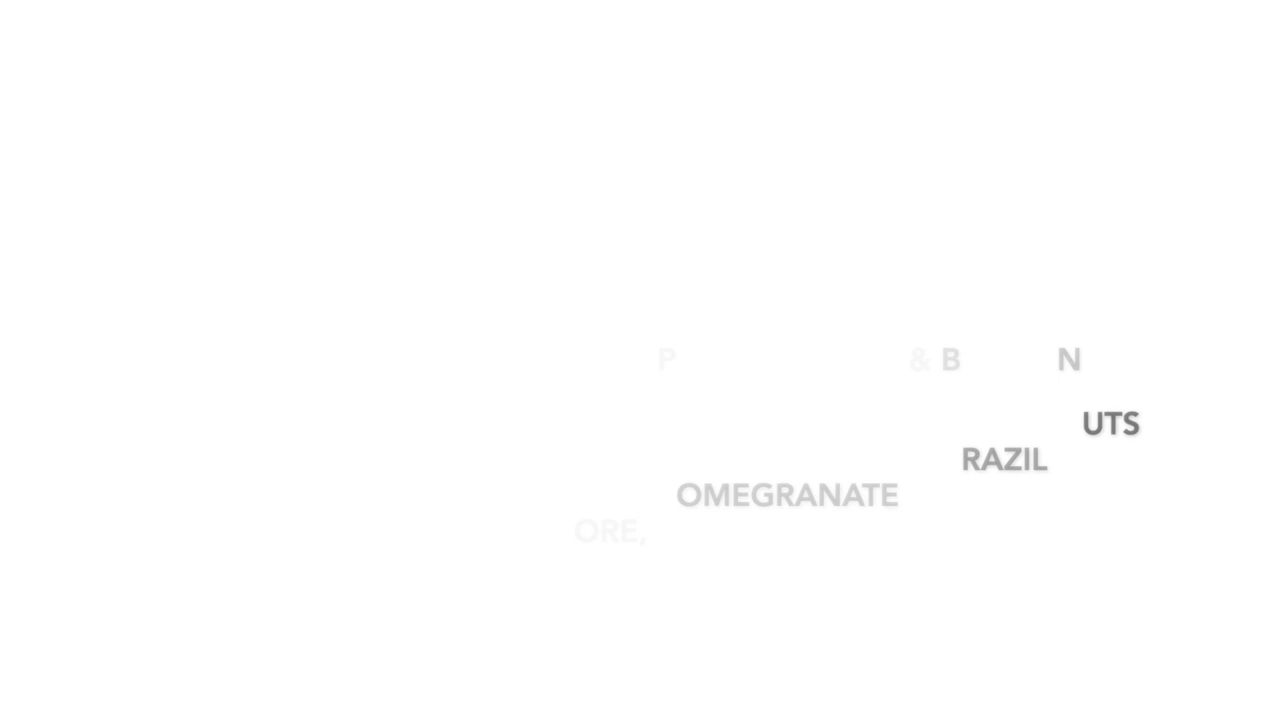 P & B N
UTS
RAZIL
OMEGRANATE
ORE,